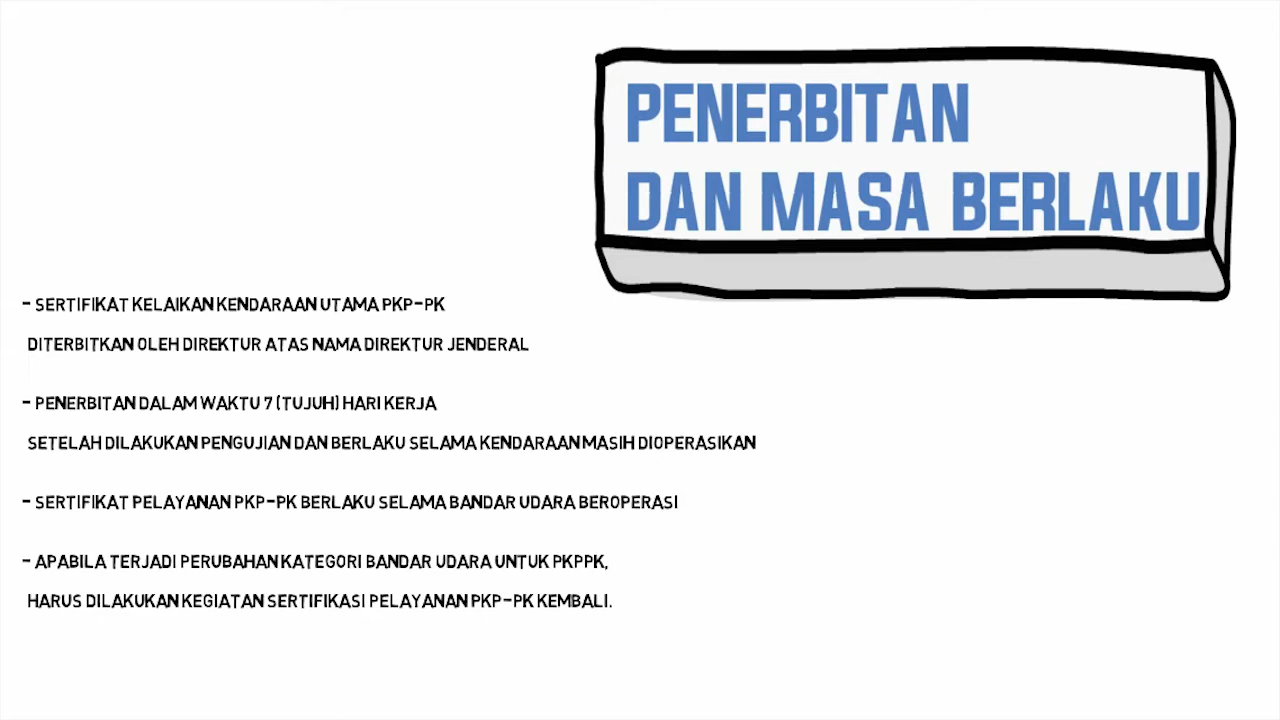 PENERBITAN
DAN MASA BERLAKU
- SERTIFIKAT KELAIKAN KENDARAAN UTAMA PKP-PK
DITERBITKAN OLEH DIREKTUR ATAS NAMA DIREKTUR JENDERAL
- PENERBITAN DALAM WAKTU 7 (TUJUH) HARI KERJA
SETELAH DILAKUKAN PENGUJIAN DAN BERLAKU SELAMA KENDARAAN MASIH DIOPERASIKAN
- SERTIFIKAT PELAYANAN PKP-PK BERLAKU SELAMA BANDAR UDARA BEROPERASI
- APABILA TERJADI PERUBAHAN KATEGORI BANDAR UDARA UNTUK PKPPK,
HARUS DILAKUKAN KEGIATAN SERTIFIKASI PELAYANAN PKP-PK KEMBALI.